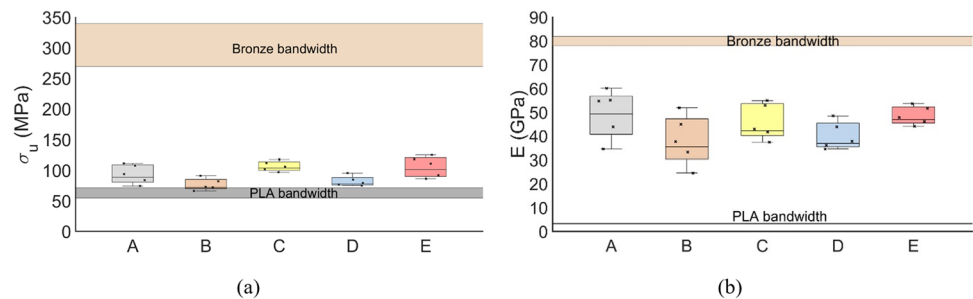 350
300
250
200
150
100
50
0
σu (MPa)
Bronze bandwidth
PLA bandwidth
A B C D E
(a)
90
80
70
60
50
40
30
20
10
0
E (GPa)
Bronze bandwidth
PLA bandwidth
A B C D E
(b)